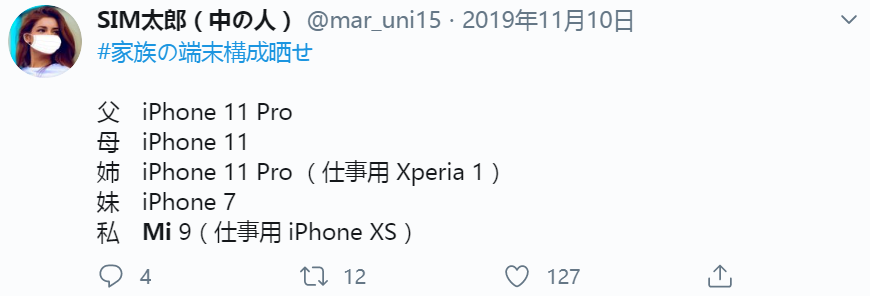 SIM太郎（中の人） @mar_uni15 · 2019年11月10日
#家族の端末構成晒せ
父　iPhone 11 Pro
母　iPhone 11
姉　iPhone 11 Pro （仕事用 Xperia 1）
妹　iPhone 7
私　Mi 9（仕事用 iPhone XS）
4 12 127